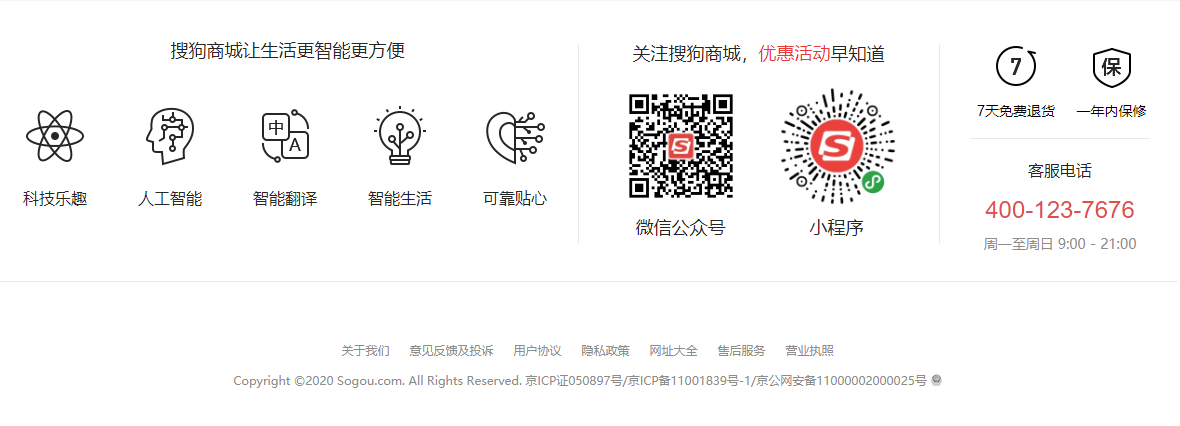 搜狗商城让生活更智能更方便
中
A
科技乐趣 人工智能 智能翻译 智能生活 可靠贴心
关注搜狗商城，优惠活动早知道
S
S
微信公众号 小程序
7 保
7天免费退货 一年内保修
客服电话
400-123-7676
周一至周日 9:00 - 21:00
关于我们 意见反馈及投诉 用户协议 隐私政策 网址大全 售后服务 营业执照
Copyright ©2020 Sogou.com. All Rights Reserved. 京ICP证050897号/京ICP备11001839号-1/京公网安备11000002000025号